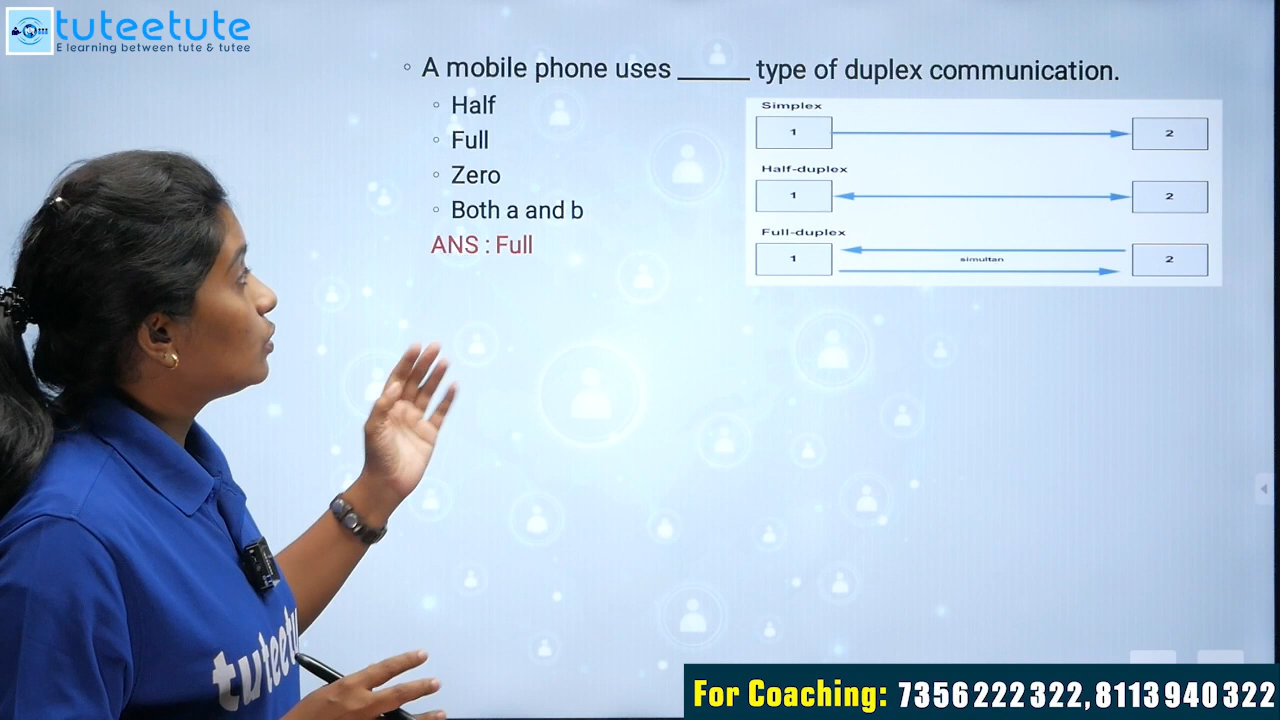 tuteetute
E learning between tute & tutee
◦ A mobile phone uses ______ type of duplex communication.
◦ Half
◦ Full
◦ Zero
◦ Both a and b
ANS : Full
Simplex
1 2
Half-duplex
1 2
Full-duplex
1 simultan 2
tuteetu
For Coaching: 7356 222 322, 8113 940 322